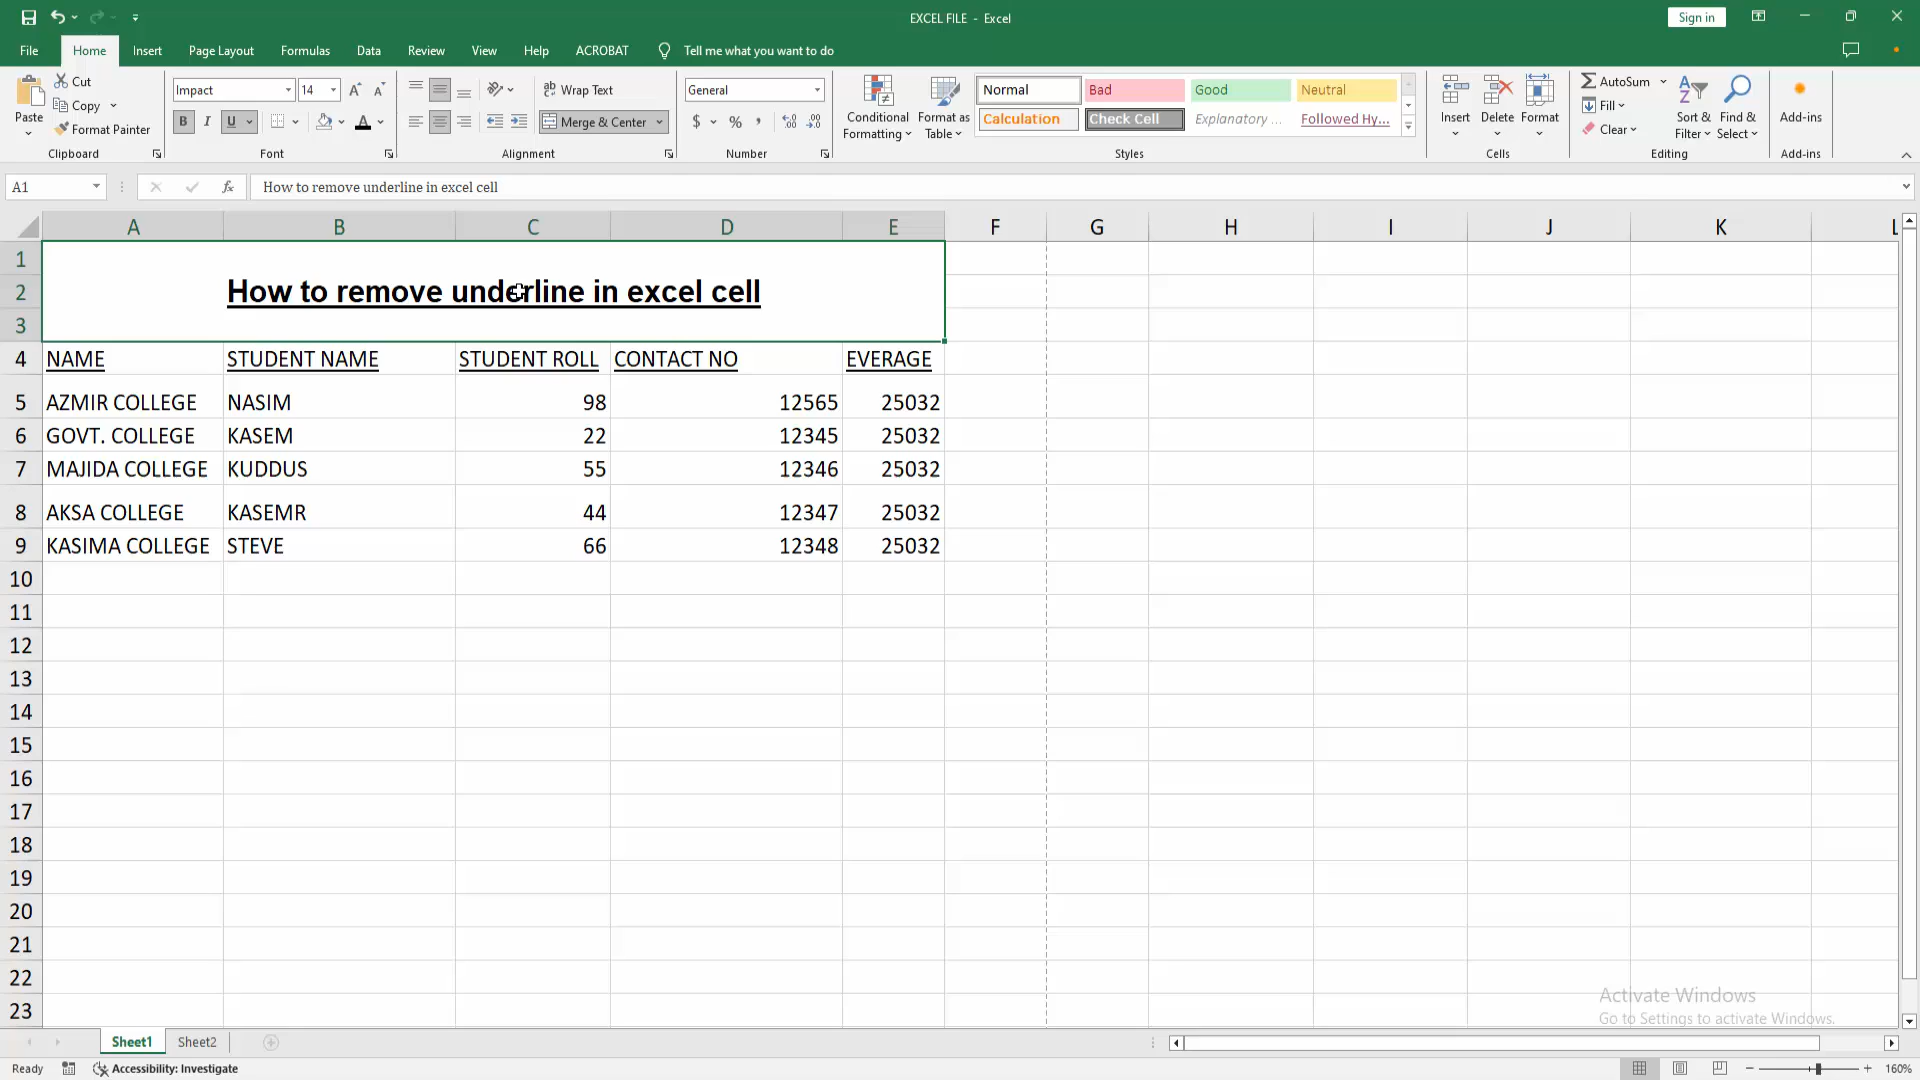 EXCEL FILE - Excel
Sign in
File Home Insert Page Layout Formulas Data Review View Help ACROBAT Tell me what you want to do
Paste
Cut
Copy
Format Painter
Clipboard
Impact 14
B I U
Font
Wrap Text
Merge & Center
Alignment
General
$ % ,
Number
Conditional Formatting
Format as Table
Normal Bad Good Neutral
Calculation Check Cell Explanatory ... Followed Hy...
Styles
Insert Delete Format
Cells
AutoSum
Fill
Clear
Sort & Filter
Find & Select
Editing
Add-ins
Add-ins
A1 fx How to remove underline in excel cell
A B C D E F G H I J K L
1
2 How to remove underline in excel cell
3
4 NAME STUDENT NAME STUDENT ROLL CONTACT NO EVERAGE
5 AZMIR COLLEGE NASIM 98 12565 25032
6 GOVT. COLLEGE KASEM 22 12345 25032
7 MAJIDA COLLEGE KUDDUS 55 12346 25032
8 AKSA COLLEGE KASEMR 44 12347 25032
9 KASIMA COLLEGE STEVE 66 12348 25032
10
11
12
13
14
15
16
17
18
19
20
21
22
23
Activate Windows
Go to Settings to activate Windows.
Sheet1 Sheet2
Ready Accessibility: Investigate 160%